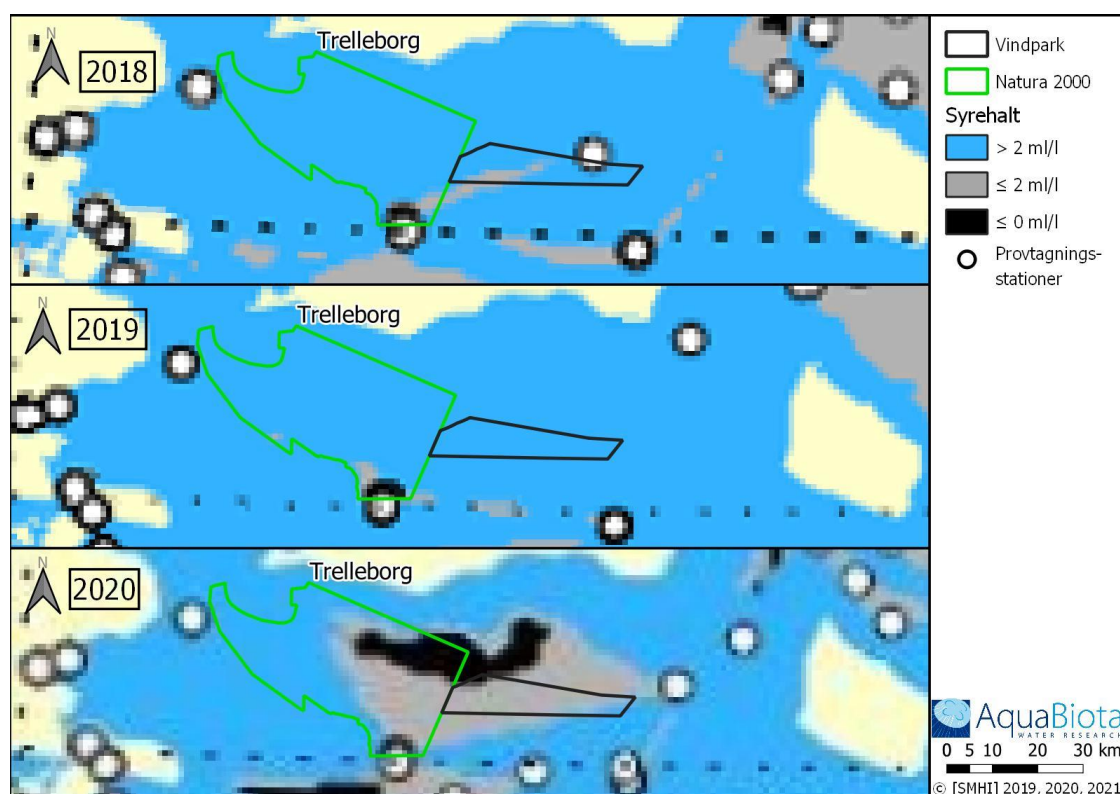 Trelleborg
N
2018
Trelleborg
N
2019
Trelleborg
N
2020
Vindpark
Natura 2000
Syrehalt
> 2 ml/l
≤ 2 ml/l
≤ 0 ml/l
Provtagnings-
stationer
AquaBiota
WATER RESEARCH
0 5 10 20 30 km
© [SMHI] 2019, 2020, 2021